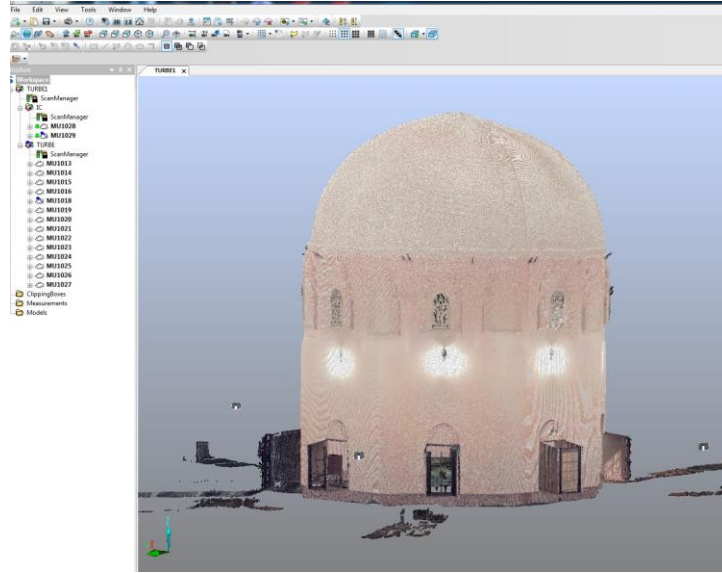 File Edit View Tools Window Help
TURBE1 x
Workspace
TURBE1
ScanManager
IC
ScanManager
MU1028
MU1029
TURBE
ScanManager
MU1013
MU1014
MU1015
MU1016
MU1018
MU1019
MU1020
MU1021
MU1022
MU1023
MU1024
MU1025
MU1026
MU1027
ClippingBoxes
Measurements
Models